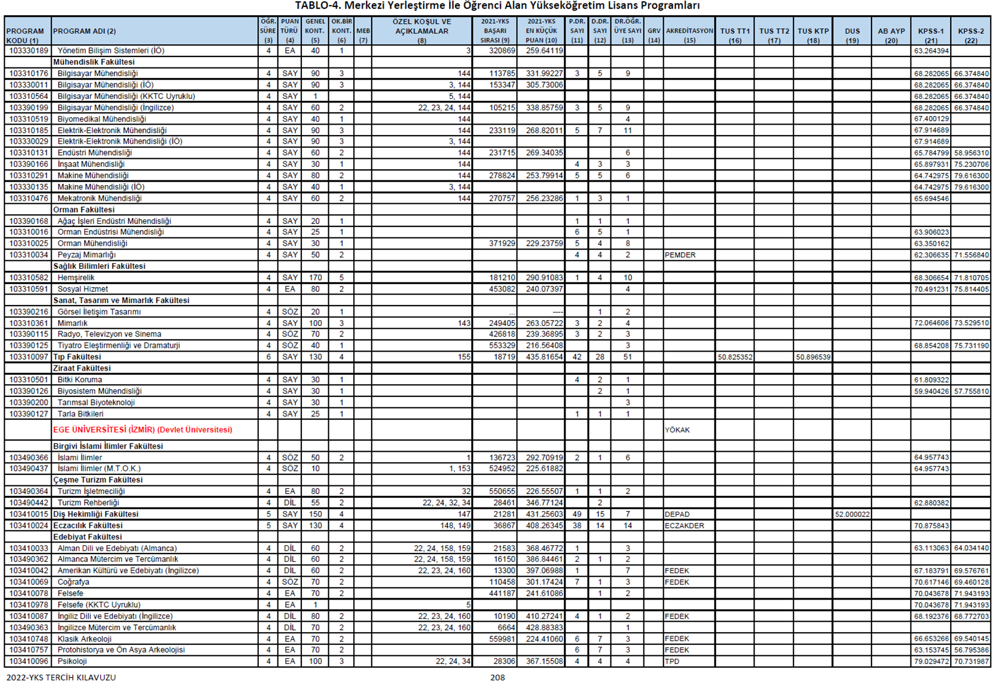 TABLO-4. Merkezi Yerleştirme İle Öğrenci Alan Yükseköğretim Lisans Programları
PROGRAM KODU (1) PROGRAM ADI (2) ÖĞR. SÜRE (3) PUAN TÜRÜ (4) GENEL KONT. (5) OK.BİR KONT. (6) MEB (7) ÖZEL KOŞUL VE AÇIKLAMALAR (8) 2021-YKS BAŞARI SIRASI (9) 2021-YKS EN KÜÇÜK PUAN (10) P.DR. SAYI (11) D.DR. SAYI (12) DR.ÖĞR. ÜYE SAYI (13) GRV (14) AKREDİTASYON (15) TUS TT1 (16) TUS TT2 (17) TUS KTP (18) DUS (19) AB AYP (20) KPSS-1 (21) KPSS-2 (22)
103330189 Yönetim Bilişim Sistemleri (İÖ) 4 EA 40 1 3 320869 259.64119 63.264394
Mühendislik Fakültesi
103310176 Bilgisayar Mühendisliği 4 SAY 90 3 144 113785 331.99227 3 5 9 68.282065 66.374840
103330011 Bilgisayar Mühendisliği (İÖ) 4 SAY 90 3 3, 144 153347 305.73006 68.282065 66.374840
103310564 Bilgisayar Mühendisliği (KKTC Uyruklu) 4 SAY 1 5, 144 68.282065 66.374840
103390199 Bilgisayar Mühendisliği (İngilizce) 4 SAY 60 2 22, 23, 24, 144 105215 338.85759 3 5 9 68.282065 66.374840
103310519 Biyomedikal Mühendisliği 4 SAY 40 1 144 4 67.400129
103310185 Elektrik-Elektronik Mühendisliği 4 SAY 90 3 144 233119 268.82011 5 7 11 67.914689
103330029 Elektrik-Elektronik Mühendisliği (İÖ) 4 SAY 90 3 3, 144 67.914689
103310131 Endüstri Mühendisliği 4 SAY 60 2 144 231715 269.34035 6 65.784799 58.956310
103390166 İnşaat Mühendisliği 4 SAY 30 1 144 4 3 3 65.897931 75.230706
103310291 Makine Mühendisliği 4 SAY 80 2 144 278824 253.79914 5 5 6 64.742975 79.616300
103330135 Makine Mühendisliği (İÖ) 4 SAY 40 1 3, 144 64.742975 79.616300
103310476 Mekatronik Mühendisliği 4 SAY 60 2 144 270757 256.23286 1 3 1 65.694546
Orman Fakültesi
103390168 Ağaç İşleri Endüstri Mühendisliği 4 SAY 20 1 1 1 1
103310016 Orman Endüstrisi Mühendisliği 4 SAY 25 1 6 5 1 63.906023
103310025 Orman Mühendisliği 4 SAY 30 1 371929 229.23759 5 4 8 63.350162
103310034 Peyzaj Mimarlığı 4 SAY 50 2 4 4 2 PEMDER 62.306635 71.556840
Sağlık Bilimleri Fakültesi
103310582 Hemşirelik 4 SAY 170 5 181210 290.91083 1 4 10 68.306654 71.810705
103310591 Sosyal Hizmet 4 EA 80 2 453082 240.07397 4 70.491231 75.814405
Sanat, Tasarım ve Mimarlık Fakültesi
103390216 Görsel İletişim Tasarımı 4 SÖZ 20 1 ... ---- 1 2
103310361 Mimarlık 4 SAY 100 3 143 249405 263.05722 3 2 4 72.064606 73.529510
103390115 Radyo, Televizyon ve Sinema 4 SÖZ 70 2 426818 239.36895 3 2 3
103390125 Tiyatro Eleştirmenliği ve Dramaturji 4 SÖZ 40 1 553329 216.56408 3 68.854208 75.731190
103310097 Tıp Fakültesi 6 SAY 130 4 155 18719 435.81654 42 28 51 50.825352 50.896539
Ziraat Fakültesi
103310501 Bitki Koruma 4 SAY 30 1 4 2 1 61.809322
103390126 Biyosistem Mühendisliği 4 SAY 30 1 2 1 59.940426 57.755810
103390200 Tarımsal Biyoteknoloji 4 SAY 30 1 3
103390127 Tarla Bitkileri 4 SAY 25 1 1 1 1
EGE ÜNİVERSİTESİ (İZMİR) (Devlet Üniversitesi) YÖKAK
Birgivi İslami İlimler Fakültesi
103490366 İslami İlimler 4 SÖZ 50 2 1 136723 292.70919 2 1 6 64.957743
103490437 İslami İlimler (M.T.O.K.) 4 SÖZ 10 1, 153 524952 225.61882 64.957743
Çeşme Turizm Fakültesi
103490364 Turizm İşletmeciliği 4 EA 80 2 32 550655 226.55507 1 1 2
103490442 Turizm Rehberliği 4 DİL 55 2 22, 24, 32, 34 28461 346.77124 2 62.880382
103410015 Diş Hekimliği Fakültesi 5 SAY 150 4 147 21281 431.25603 49 15 7 DEPAD 52.000022
103410024 Eczacılık Fakültesi 5 SAY 130 4 148, 149 36867 408.26345 38 14 14 ECZAKDER 70.875843
Edebiyat Fakültesi
103410033 Alman Dili ve Edebiyatı (Almanca) 4 DİL 60 2 22, 24, 158, 159 21583 368.46772 1 3 63.113063 64.034140
103490362 Almanca Mütercim ve Tercümanlık 4 DİL 60 2 22, 24, 158, 159 16150 386.84461 2 1 2
103410042 Amerikan Kültürü ve Edebiyatı (İngilizce) 4 DİL 60 2 22, 23, 24, 160 13300 397.06988 1 7 FEDEK 67.183791 69.576761
103410069 Coğrafya 4 SÖZ 70 2 110458 301.17424 7 1 3 FEDEK 70.617146 69.460128
103410078 Felsefe 4 EA 70 2 441187 241.61086 1 2 70.043678 71.943193
103410978 Felsefe (KKTC Uyruklu) 4 EA 1 5 70.043678 71.943193
103410087 İngiliz Dili ve Edebiyatı (İngilizce) 4 DİL 80 2 22, 23, 24, 160 10190 410.27241 4 1 2 FEDEK 68.192376 68.772703
103490363 İngilizce Mütercim ve Tercümanlık 4 DİL 70 2 22, 23, 24, 160 6664 428.88383 1
103410748 Klasik Arkeoloji 4 EA 70 2 559981 224.41060 6 7 3 FEDEK 66.653266 69.540145
103410757 Protohistorya ve Ön Asya Arkeolojisi 4 EA 70 2 6 7 3 FEDEK 63.153745 56.795386
103410096 Psikoloji 4 EA 100 3 22, 24, 34 28306 367.15508 4 4 4 TPD 79.029472 70.731987
2022-YKS TERCİH KILAVUZU 208